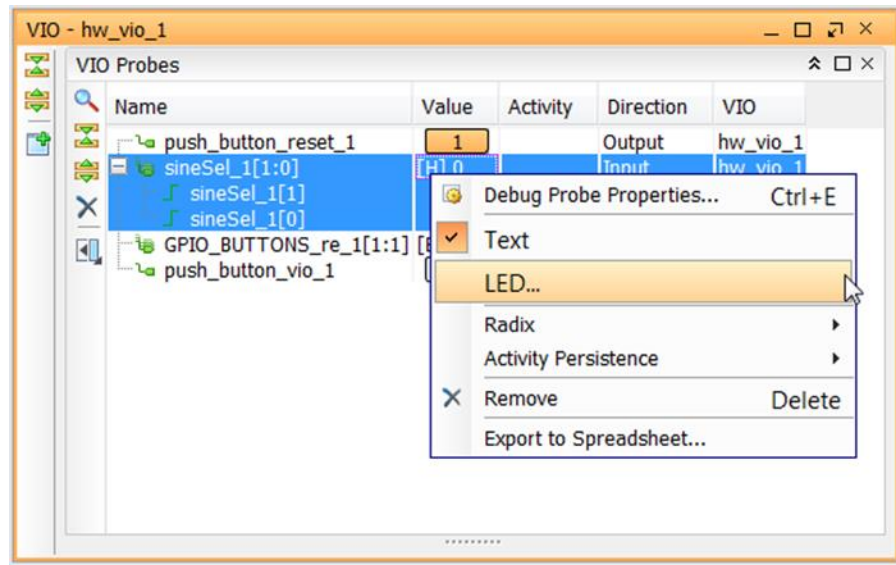 VIO - hw_vio_1
VIO Probes
Name Value Activity Direction VIO
push_button_reset_1 1 Output hw_vio_1
sineSel_1[1:0] [H] 0 Input hw_vio_1
sineSel_1[1]
sineSel_1[0]
GPIO_BUTTONS_re_1[1:1]
push_button_vio_1
Debug Probe Properties... Ctrl+E
Text
LED...
Radix
Activity Persistence
Remove Delete
Export to Spreadsheet...